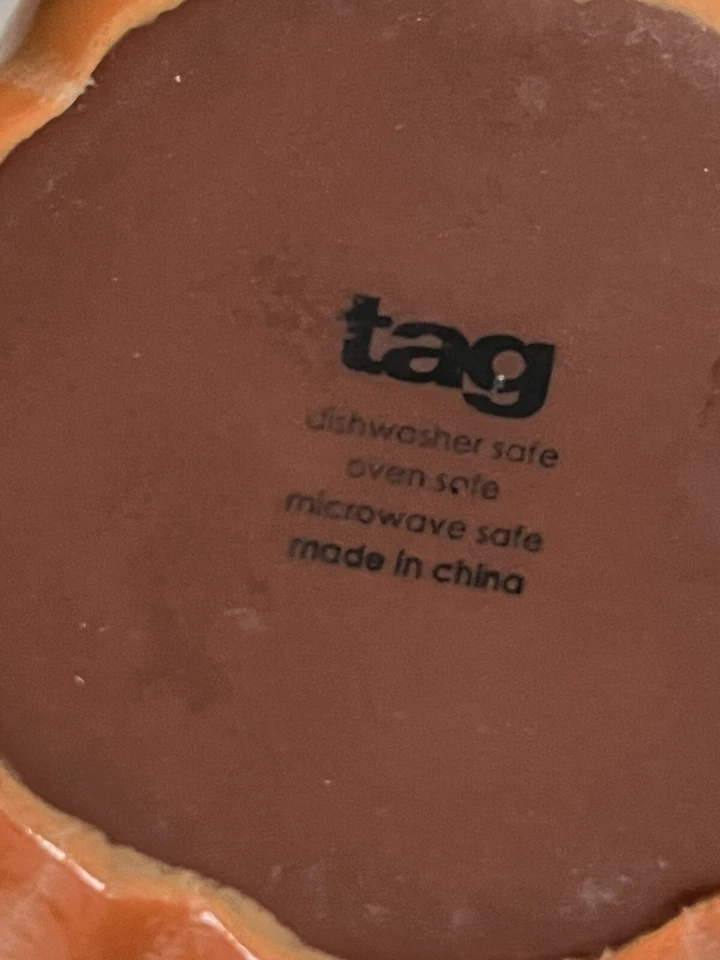 tag
dishwasher safe
oven safe
microwave safe
made in china